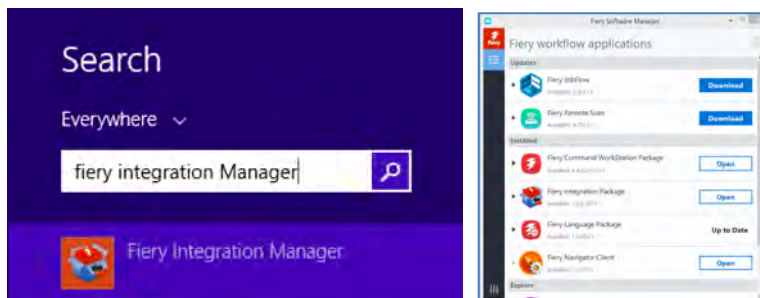 Search
Everywhere
fiery integration Manager
Fiery Integration Manager
Fiery Software Manager
Fiery
Fiery workflow applications
Updates
Fiery JobFlow
Download
Fiery Remote Scan
Download
Installed
Fiery Command WorkStation Package
Open
Fiery Integration Package
Open
Fiery Language Package
Up to Date
Fiery Navigator Client
Open
Explore